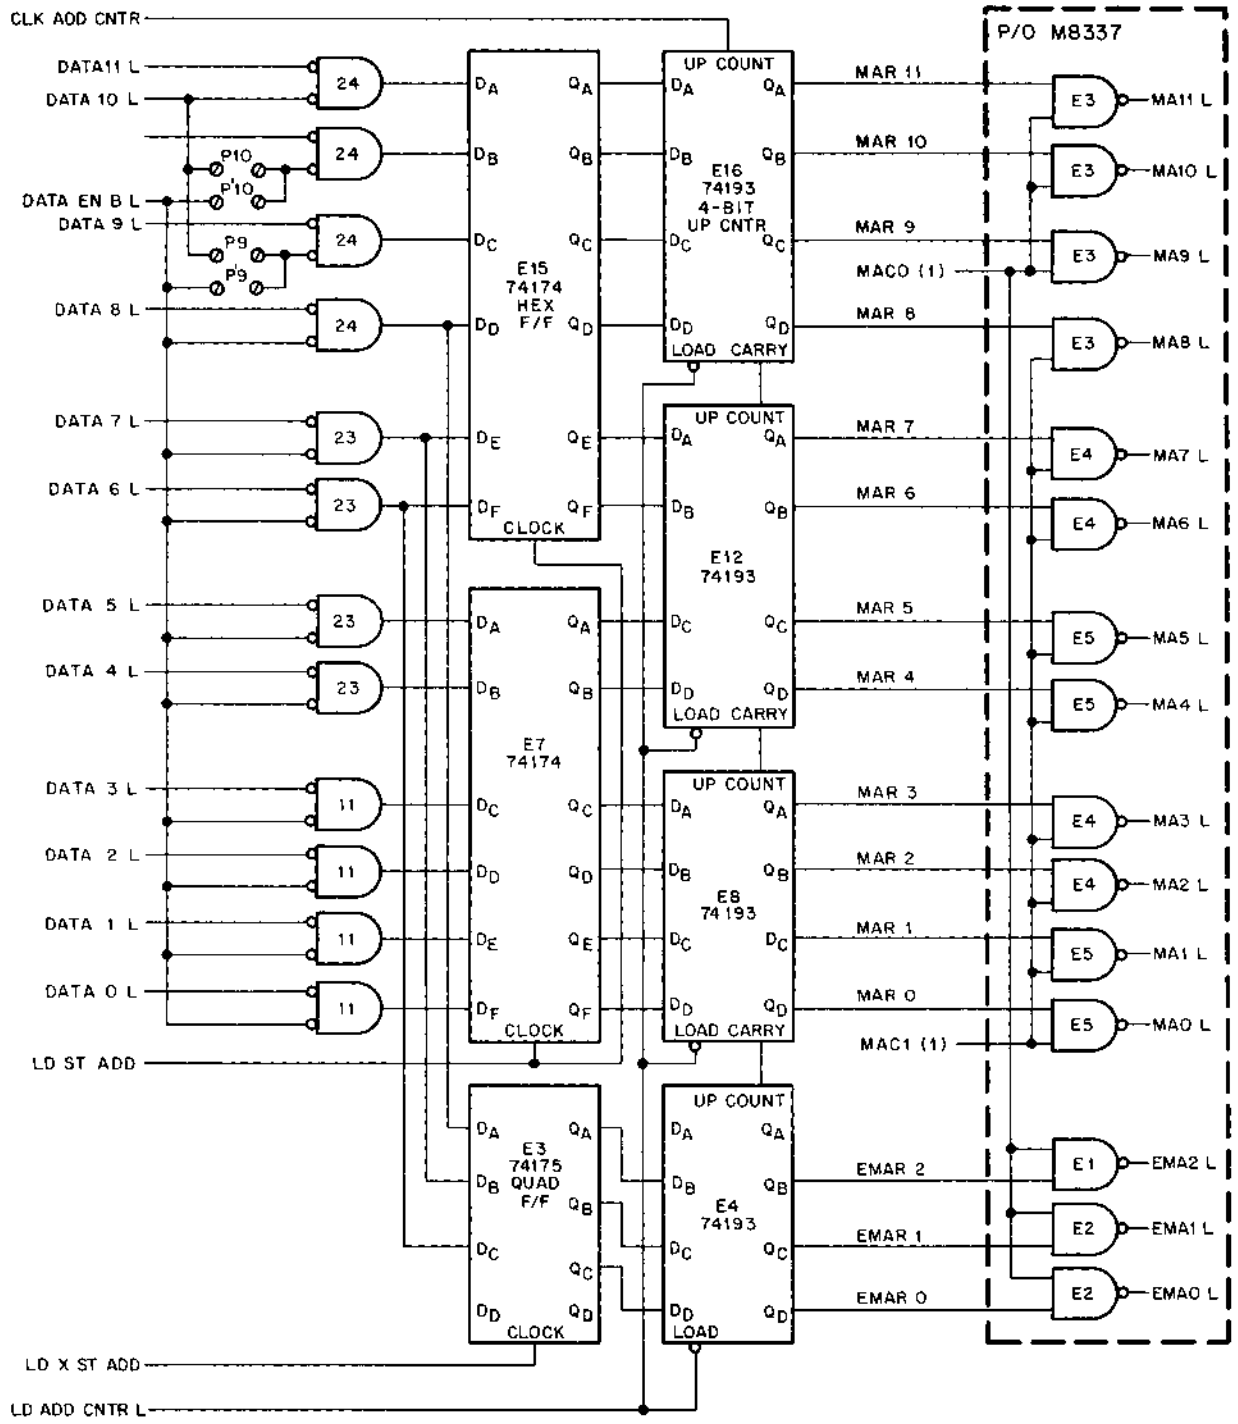 CLK ADD CNTR
P/O M8337
DATA11 L
DATA 10 L
DATA EN B L
DATA 9 L
DATA 8 L
DATA 7 L
DATA 6 L
DATA 5 L
DATA 4 L
DATA 3 L
DATA 2 L
DATA 1 L
DATA 0 L
LD ST ADD
LD X ST ADD
LD ADD CNTR L
P10
P'10
P9
P9
24
24
24
24
23
23
23
23
11
11
11
11
DA QA
DB QB
DC QC
E15
74174
HEX
F/F
DD QD
DE QE
DF QF
CLOCK
DA QA
DB QB
E7
74174
DC QC
DD QD
DE QE
DF QF
CLOCK
DA QA
E3
74175
QUAD
F/F
DB QB
DC QC
DD QD
CLOCK
UP COUNT
DA QA
DB QB
E16
74193
4-BIT
UP CNTR
DC QC
DD QD
LOAD CARRY
UP COUNT
DA QA
DB QB
E12
74193
DC QC
DD QD
LOAD CARRY
UP COUNT
DA QA
DB QB
E8
74193
DC DC
DD QD
LOAD CARRY
UP COUNT
DA QA
DB QB
E4
74193
DC QC
DD QD
LOAD
MAR 11
MAR 10
MAR 9
MAC0 (1)
MAR 8
MAR 7
MAR 6
MAR 5
MAR 4
MAR 3
MAR 2
MAR 1
MAR 0
MAC1 (1)
EMAR 2
EMAR 1
EMAR 0
E3 MA11 L
E3 MA10 L
E3 MA9 L
E3 MA8 L
E4 MA7 L
E4 MA6 L
E5 MA5 L
E5 MA4 L
E4 MA3 L
E4 MA2 L
E5 MA1 L
E5 MA0 L
E1 EMA2 L
E2 EMA1 L
E2 EMA0 L